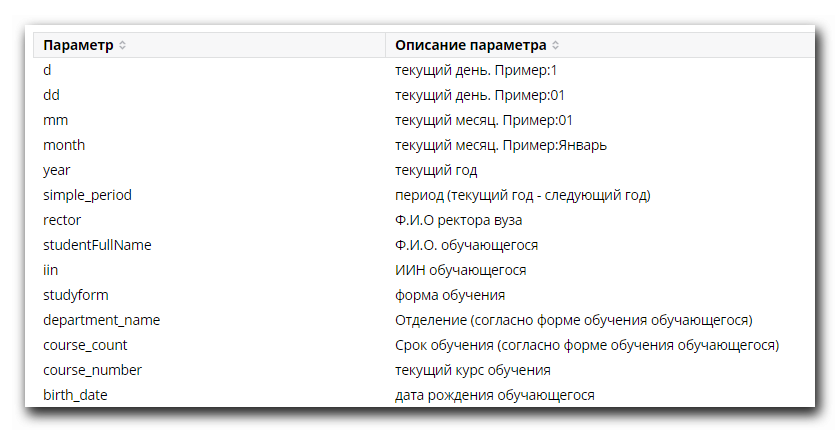 Параметр Описание параметра
d текущий день. Пример:1
dd текущий день. Пример:01
mm текущий месяц. Пример:01
month текущий месяц. Пример:Январь
year текущий год
simple_period период (текущий год - следующий год)
rector Ф.И.О ректора вуза
studentFullName Ф.И.О. обучающегося
iin ИИН обучающегося
studyform форма обучения
department_name Отделение (согласно форме обучения обучающегося)
course_count Срок обучения (согласно форме обучения обучающегося)
course_number текущий курс обучения
birth_date дата рождения обучающегося